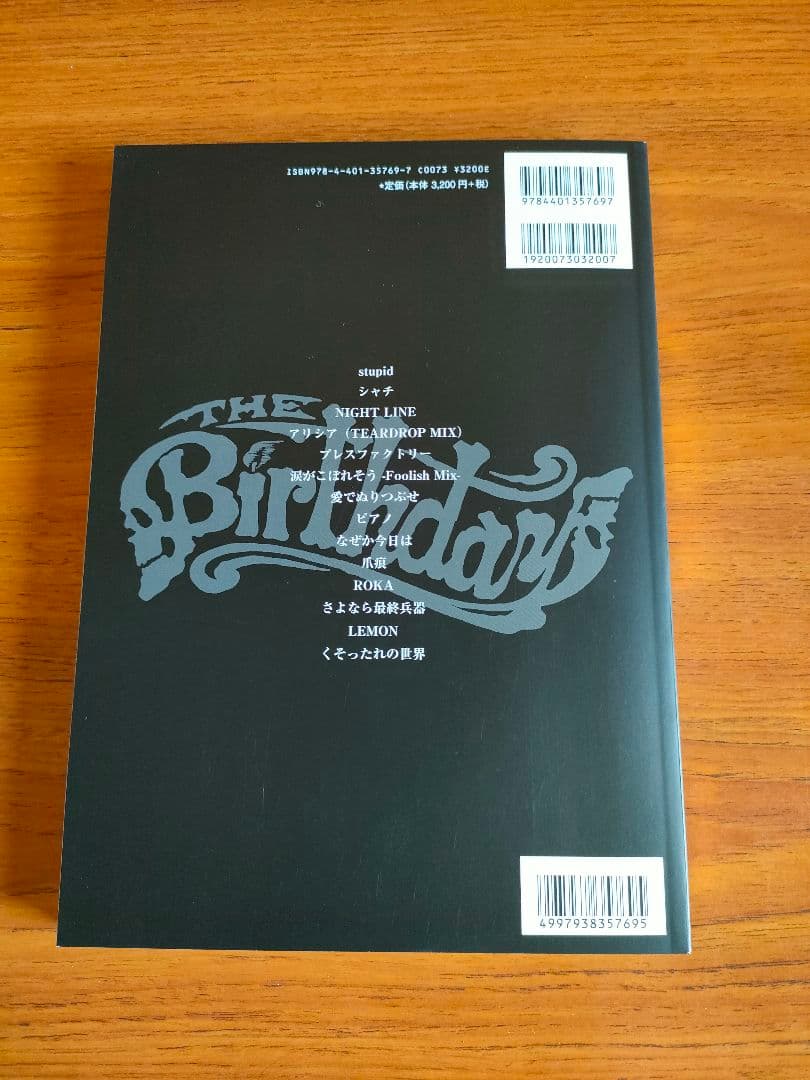 ISBN978-4-401-35769-7 C0073 ¥3200E
*定価(本体3,200円+税)
9784401357697
1920073032007
THE
Birthday
stupid
シャチ
NIGHT LINE
アリシア（TEARDROP MIX）
プレスファクトリー
涙がこぼれそう -Foolish Mix-
愛でぬりつぶせ
ピアノ
なぜか今日は
爪痕
ROKA
さよなら最終兵器
LEMON
くそったれの世界
4997938357695